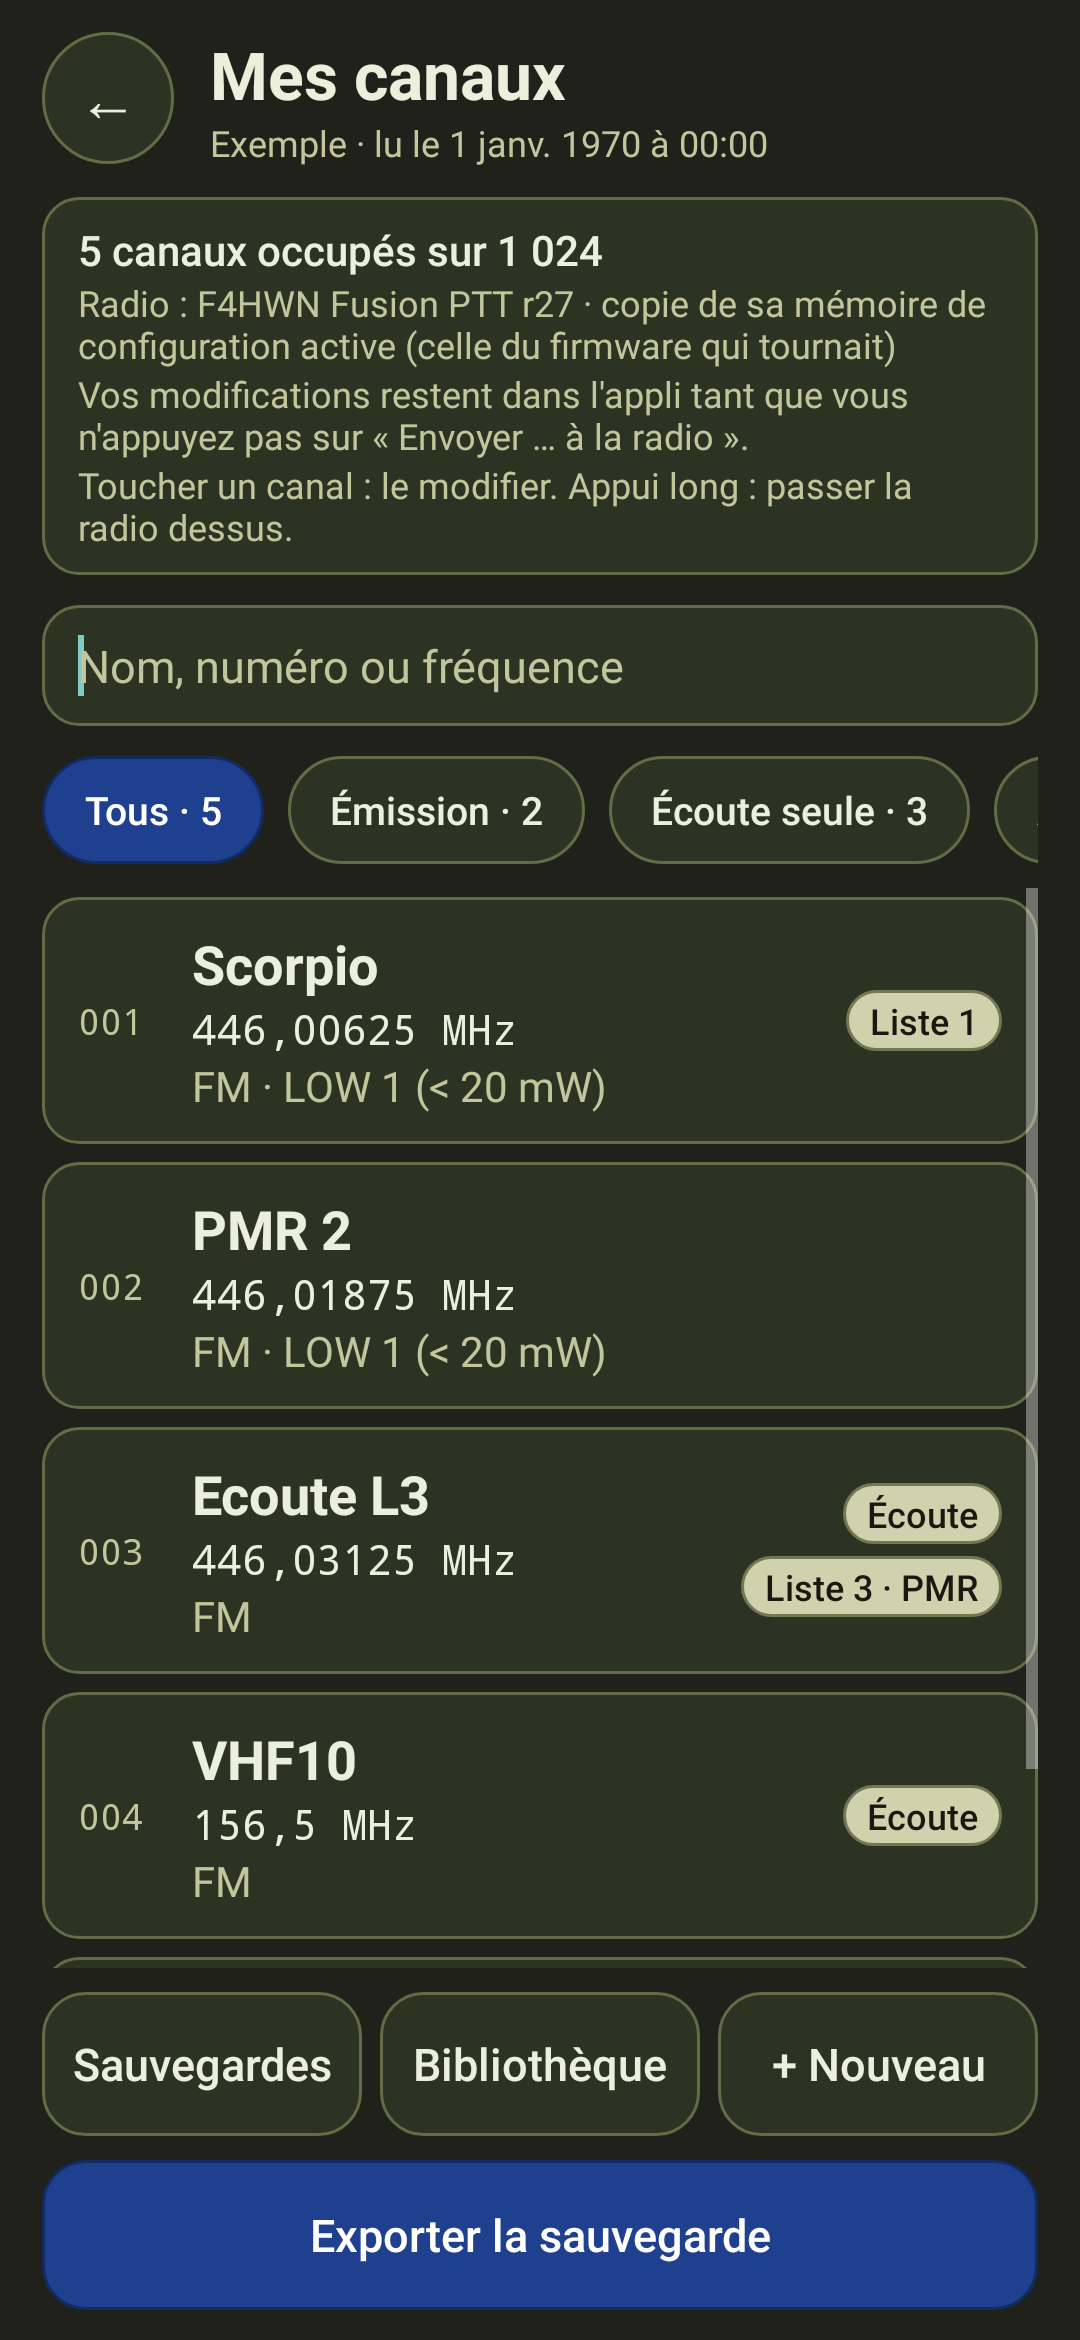 ←
Mes canaux
Exemple · lu le 1 janv. 1970 à 00:00
5 canaux occupés sur 1 024
Radio : F4HWN Fusion PTT r27 · copie de sa mémoire de
configuration active (celle du firmware qui tournait)
Vos modifications restent dans l'appli tant que vous
n'appuyez pas sur « Envoyer … à la radio ».
Toucher un canal : le modifier. Appui long : passer la
radio dessus.
Nom, numéro ou fréquence
Tous · 5
Émission · 2
Écoute seule · 3
001
Scorpio
446,00625 MHz
FM · LOW 1 (< 20 mW)
Liste 1
002
PMR 2
446,01875 MHz
FM · LOW 1 (< 20 mW)
003
Ecoute L3
446,03125 MHz
FM
Écoute
Liste 3 · PMR
004
VHF10
156,5 MHz
FM
Écoute
Sauvegardes
Bibliothèque
+ Nouveau
Exporter la sauvegarde